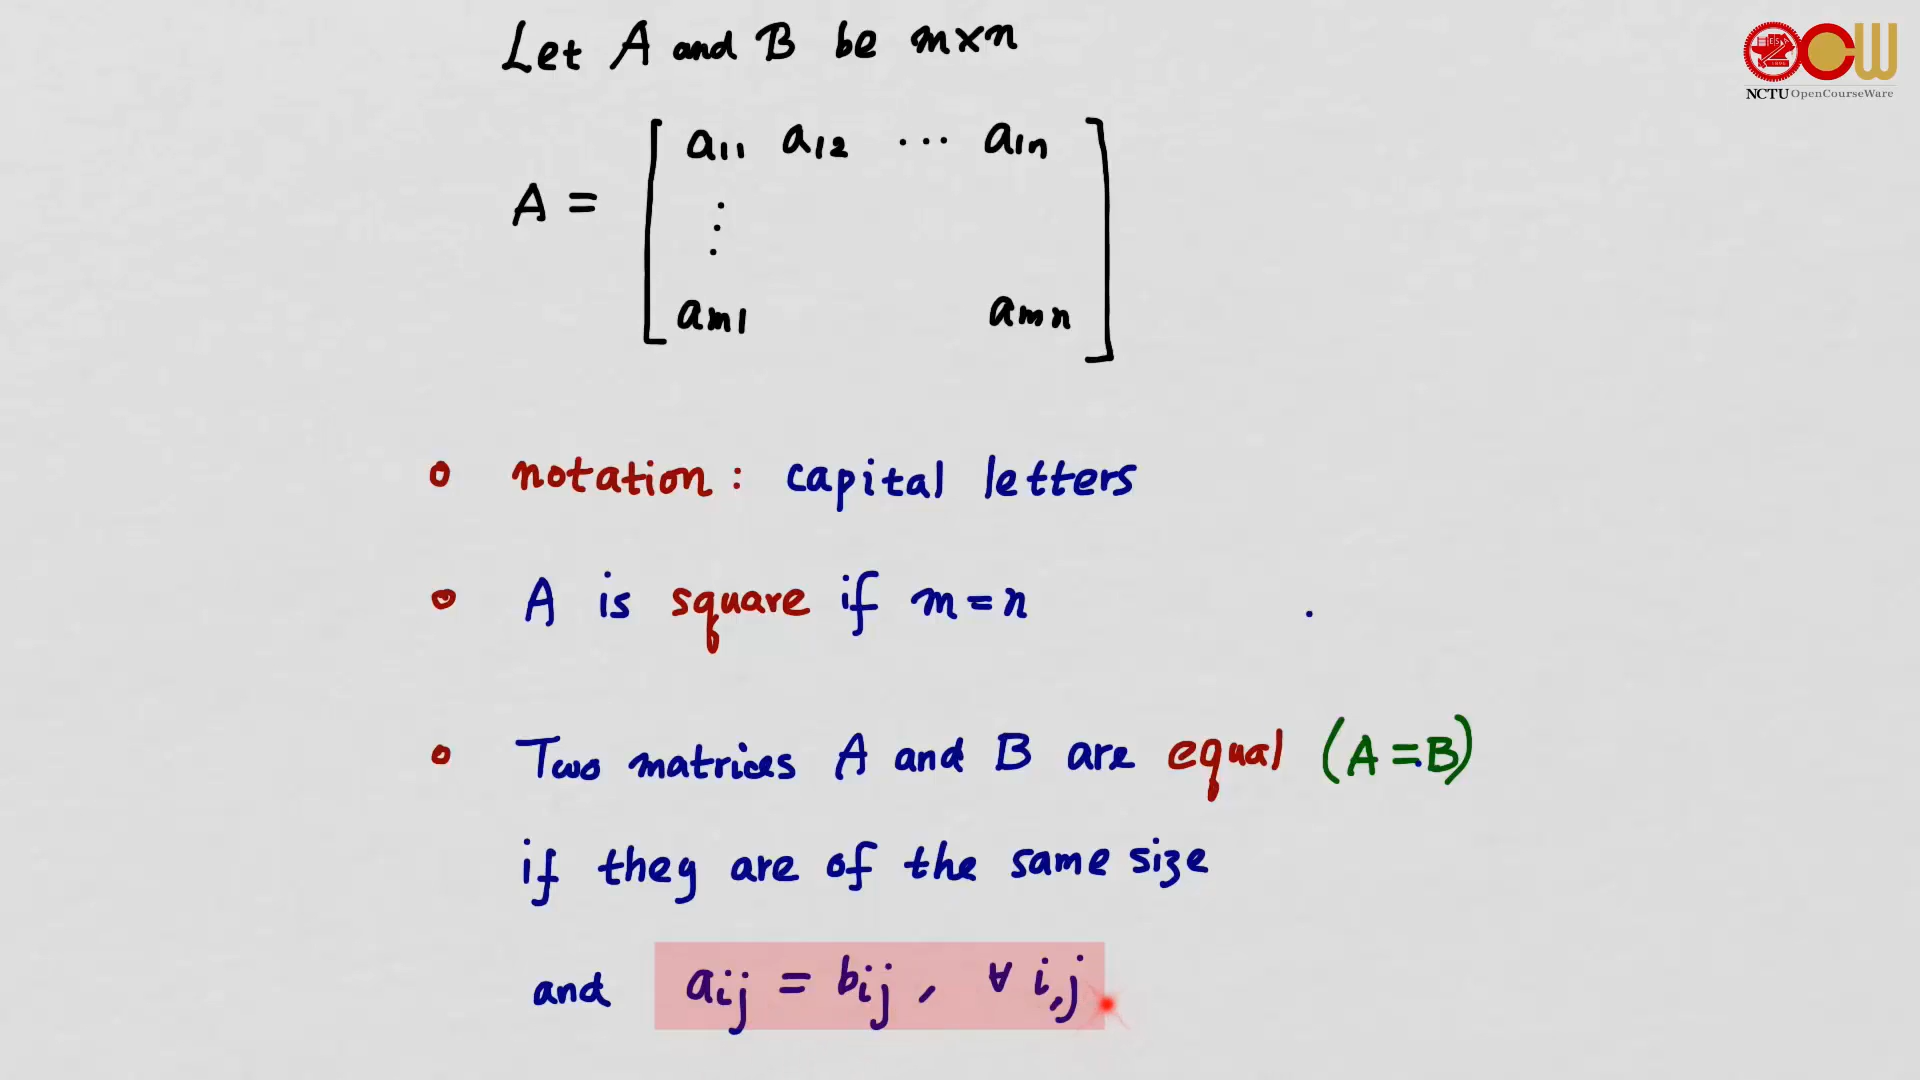 Let A and B be m×n
NCTU OpenCourseWare
A = [ a11 a12 ... a1n
⋮
am1 amn ]
o notation: capital letters
o A is square if m=n
o Two matrices A and B are equal (A=B)
if they are of the same size
and aij = bij, ∀ i,j